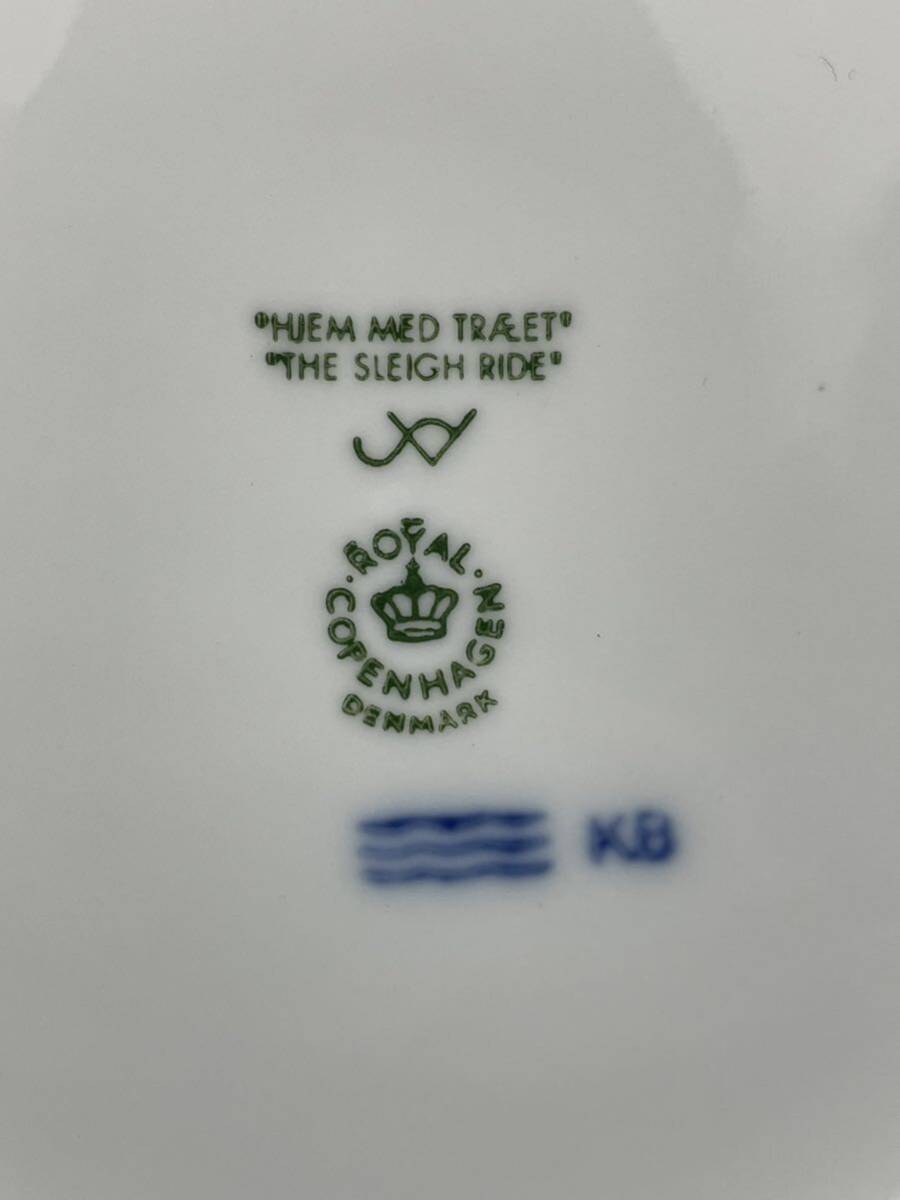 "HJEM MED TRÆET"
"THE SLEIGH RIDE"
ROYAL
COPENHAGEN
DENMARK
KB